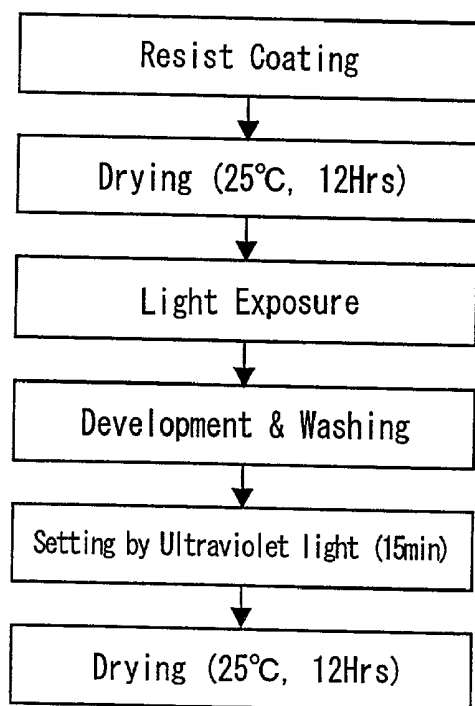 Resist Coating
Drying (25℃, 12Hrs)
Light Exposure
Development & Washing
Setting by Ultraviolet light (15min)
Drying (25℃, 12Hrs)